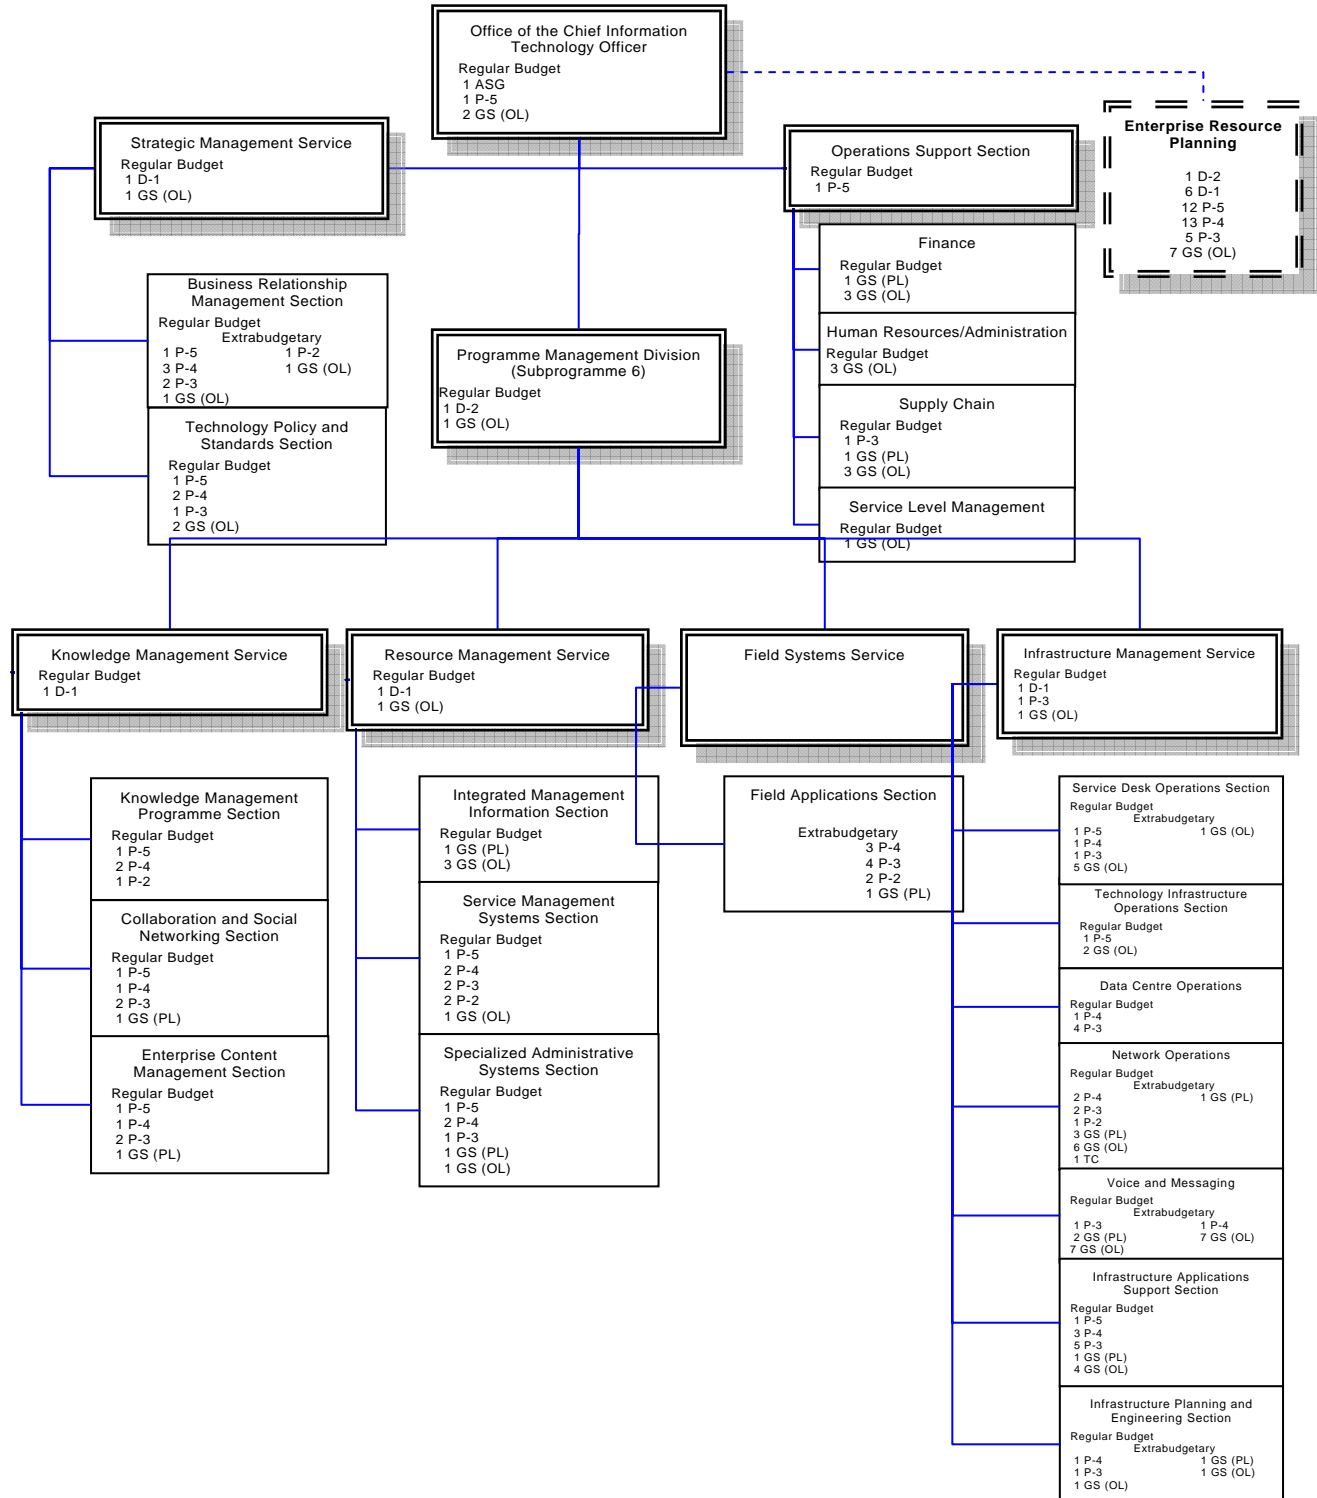 Office of the Chief Information
Technology Officer
Regular Budget
1 ASG
1 P-5
2 GS (OL)
Strategic Management Service
Regular Budget
1 D-1
1 GS (OL)
Operations Support Section
Regular Budget
1 P-5
Enterprise Resource
Planning
1 D-2
6 D-1
12 P-5
13 P-4
5 P-3
7 GS (OL)
Business Relationship
Management Section
Regular Budget
Extrabudgetary
1 P-5 1 P-2
3 P-4 1 GS (OL)
2 P-3
1 GS (OL)
Technology Policy and
Standards Section
Regular Budget
1 P-5
2 P-4
1 P-3
2 GS (OL)
Programme Management Division
(Subprogramme 6)
Regular Budget
1 D-2
1 GS (OL)
Finance
Regular Budget
1 GS (PL)
3 GS (OL)
Human Resources/Administration
Regular Budget
3 GS (OL)
Supply Chain
Regular Budget
1 P-3
1 GS (PL)
3 GS (OL)
Service Level Management
Regular Budget
1 GS (OL)
Knowledge Management Service
Regular Budget
1 D-1
Resource Management Service
Regular Budget
1 D-1
1 GS (OL)
Field Systems Service
Infrastructure Management Service
Regular Budget
1 D-1
1 P-3
1 GS (OL)
Knowledge Management
Programme Section
Regular Budget
1 P-5
2 P-4
1 P-2
Collaboration and Social
Networking Section
Regular Budget
1 P-5
1 P-4
2 P-3
1 GS (PL)
Enterprise Content
Management Section
Regular Budget
1 P-5
1 P-4
2 P-3
1 GS (PL)
Integrated Management
Information Section
Regular Budget
1 GS (PL)
3 GS (OL)
Service Management
Systems Section
Regular Budget
1 P-5
2 P-4
2 P-3
2 P-2
1 GS (OL)
Specialized Administrative
Systems Section
Regular Budget
1 P-5
2 P-4
1 P-3
1 GS (PL)
1 GS (OL)
Field Applications Section
Extrabudgetary
3 P-4
4 P-3
2 P-2
1 GS (PL)
Service Desk Operations Section
Regular Budget
Extrabudgetary
1 P-5 1 GS (OL)
1 P-4
1 P-3
5 GS (OL)
Technology Infrastructure
Operations Section
Regular Budget
1 P-5
2 GS (OL)
Data Centre Operations
Regular Budget
1 P-4
4 P-3
Network Operations
Regular Budget
Extrabudgetary
2 P-4 1 GS (PL)
2 P-3
1 P-2
3 GS (PL)
6 GS (OL)
1 TC
Voice and Messaging
Regular Budget
Extrabudgetary
1 P-3 1 P-4
2 GS (PL) 7 GS (OL)
7 GS (OL)
Infrastructure Applications
Support Section
Regular Budget
1 P-5
3 P-4
5 P-3
1 GS (PL)
4 GS (OL)
Infrastructure Planning and
Engineering Section
Regular Budget
Extrabudgetary
1 P-4 1 GS (PL)
1 P-3 1 GS (OL)
1 GS (OL)